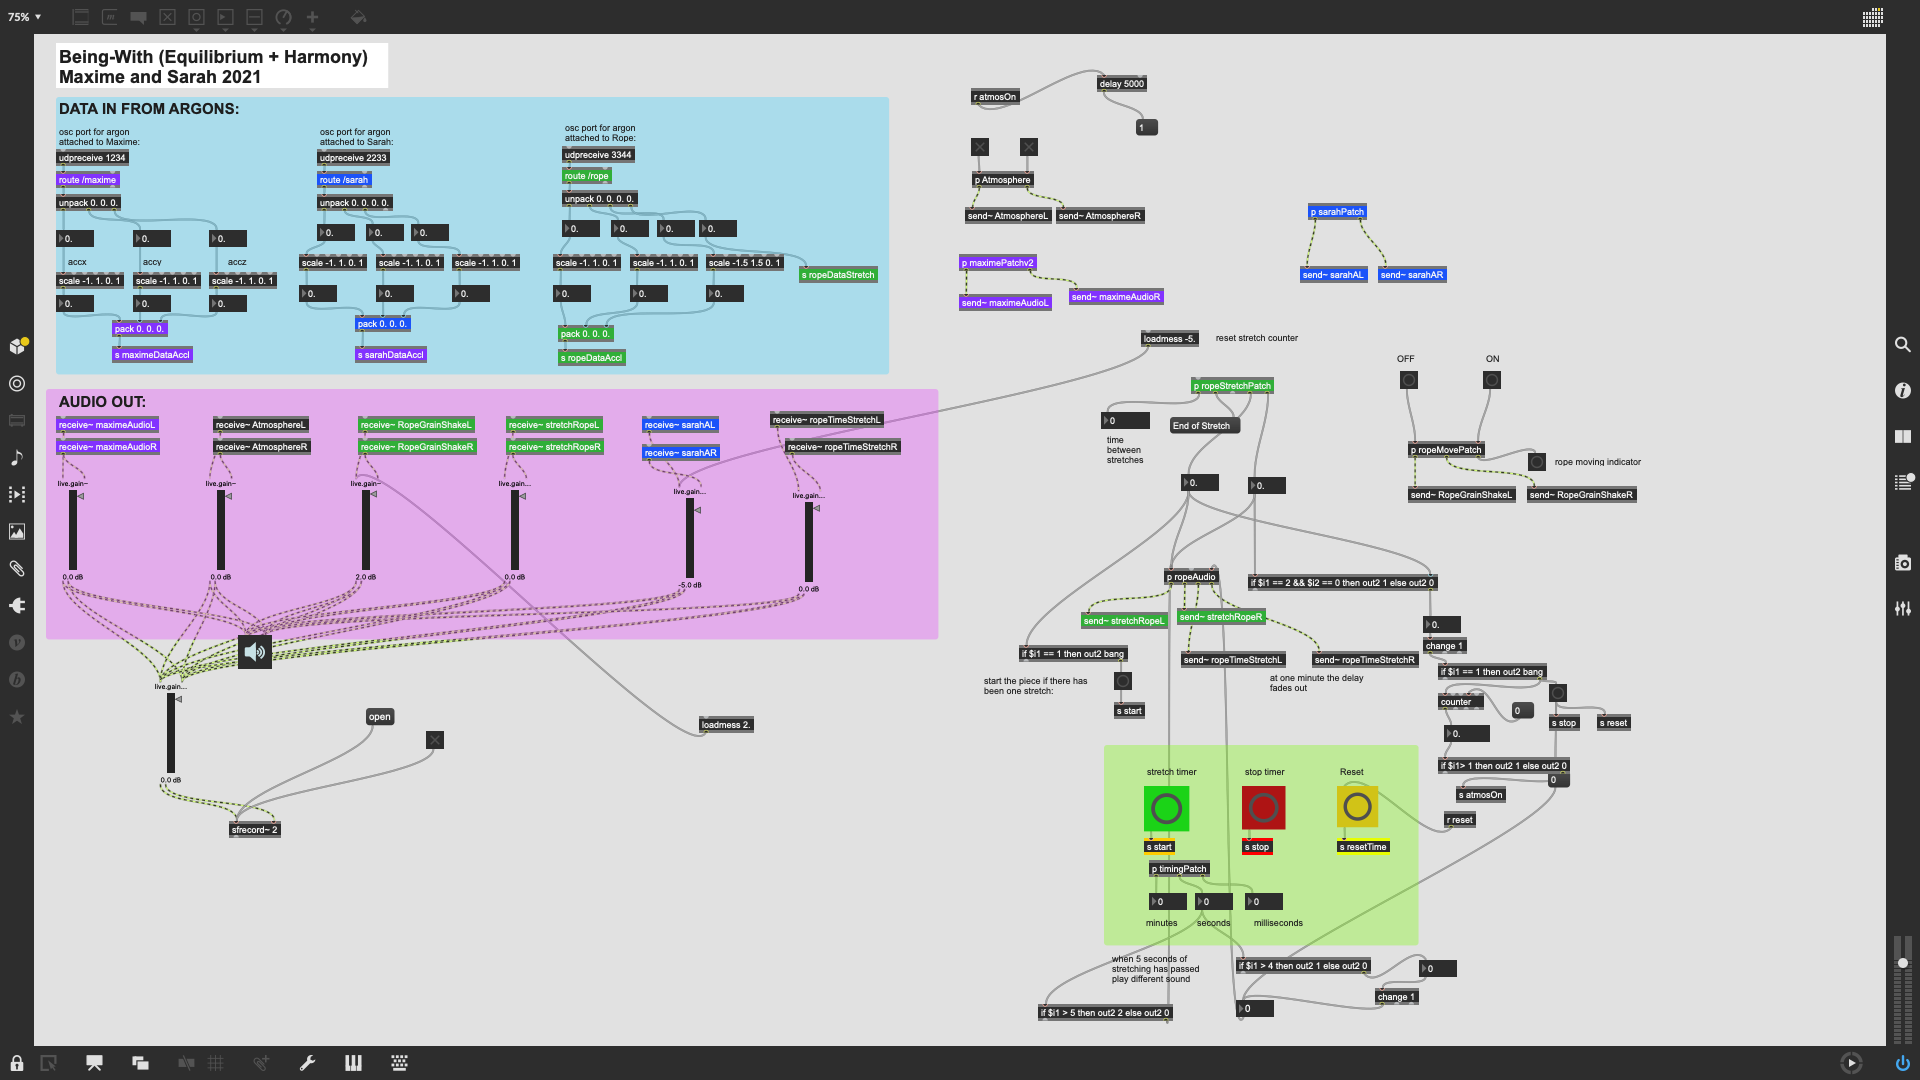 75%
Being-With (Equilibrium + Harmony)
Maxime and Sarah 2021
DATA IN FROM ARGONS:
osc port for argon
attached to Maxime:
udpreceive 1234
route /maxime
unpack 0. 0. 0.
0.
0.
0.
accx
accy
accz
scale -1. 1. 0. 1
scale -1. 1. 0. 1
scale -1. 1. 0. 1
0.
0.
0.
pack 0. 0. 0.
s maximeDataAccl
osc port for argon
attached to Sarah:
udpreceive 2233
route /sarah
unpack 0. 0. 0. 0.
0.
0.
0.
scale -1. 1. 0. 1
scale -1. 1. 0. 1
scale -1. 1. 0. 1
0.
0.
0.
pack 0. 0. 0.
s sarahDataAccl
osc port for argon
attached to Rope:
udpreceive 3344
route /rope
unpack 0. 0. 0. 0.
0.
0.
0.
0.
scale -1. 1. 0. 1
scale -1. 1. 0. 1
scale -1.5 1.5 0. 1
s ropeDataStretch
0.
0.
0.
pack 0. 0. 0.
s ropeDataAccl
AUDIO OUT:
receive~ maximeAudioL
receive~ maximeAudioR
live.gain~
0.0 dB
receive~ AtmosphereL
receive~ AtmosphereR
live.gain~
0.0 dB
receive~ RopeGrainShakeL
receive~ RopeGrainShakeR
live.gain~
2.0 dB
receive~ stretchRopeL
receive~ stretchRopeR
live.gain...
0.0 dB
receive~ sarahAL
receive~ sarahAR
live.gain...
-5.0 dB
receive~ ropeTimeStretchL
receive~ ropeTimeStretchR
live.gain...
0.0 dB
live.gain...
0.0 dB
open
sfrecord~ 2
loadmess 2.
r atmosOn
delay 5000
1
p Atmosphere
send~ AtmosphereL
send~ AtmosphereR
p maximePatchv2
send~ maximeAudioL
send~ maximeAudioR
p sarahPatch
send~ sarahAL
send~ sarahAR
loadmess -5.
reset stretch counter
p ropeStretchPatch
0
End of Stretch
time
between
stretches
0.
0.
OFF
ON
p ropeMovePatch
rope moving indicator
send~ RopeGrainShakeL
send~ RopeGrainShakeR
p ropeAudio
if $i1 == 2 && $i2 == 0 then out2 1 else out2 0
send~ stretchRopeL
send~ stretchRopeR
send~ ropeTimeStretchL
send~ ropeTimeStretchR
at one minute the delay
fades out
if $i1 == 1 then out2 bang
start the piece if there has
been one stretch:
s start
0.
change 1
if $i1 == 1 then out2 bang
counter
0
s stop
s reset
0.
if $i1> 1 then out2 1 else out2 0
0
s atmosOn
r reset
stretch timer
stop timer
Reset
s start
s stop
s resetTime
p timingPatch
0
0
0
minutes
seconds
milliseconds
when 5 seconds of
stretching has passed
play different sound
if $i1 > 4 then out2 1 else out2 0
0
change 1
0
if $i1 > 5 then out2 2 else out2 0